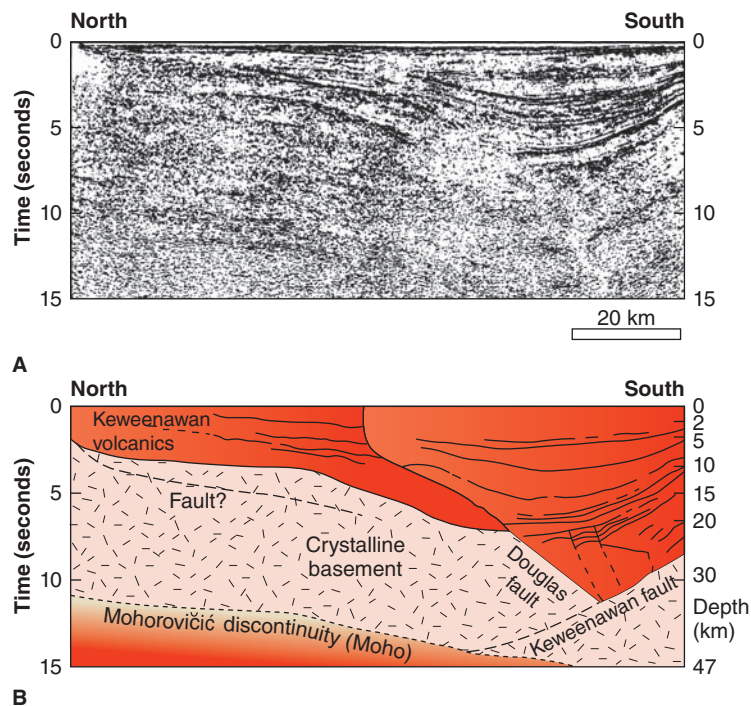 North South
0 0
5 5
10 10
15 15
Time (seconds)
20 km
A
North South
0 0
2
5
10
5 15
20
10 30
Depth
(km)
15 47
Time (seconds)
Keweenawan
volcanics
Fault?
Crystalline
basement
Douglas
fault
Keweenawan fault
Mohorovičić discontinuity (Moho)
B